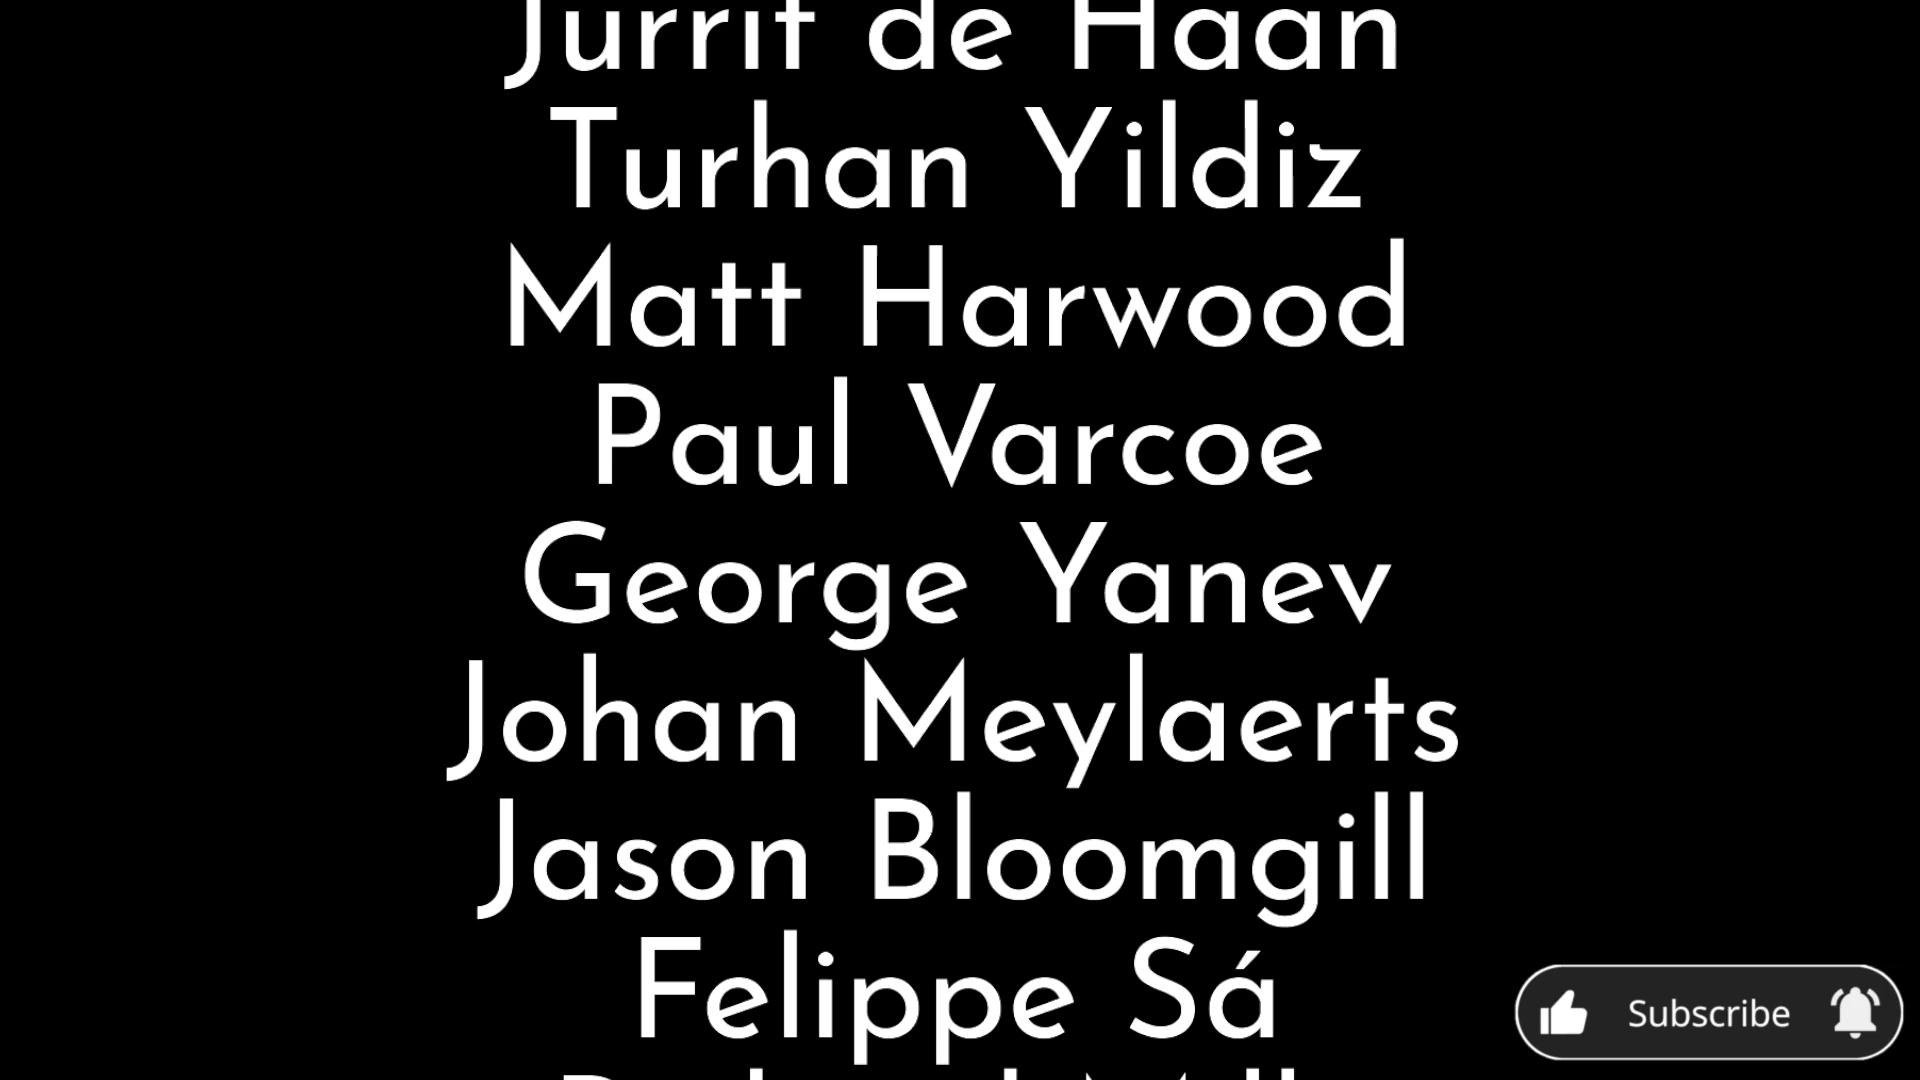 Jurrit de Haan
Turhan Yildiz
Matt Harwood
Paul Varcoe
George Yanev
Johan Meylaerts
Jason Bloomgill
Felippe Sá
Subscribe